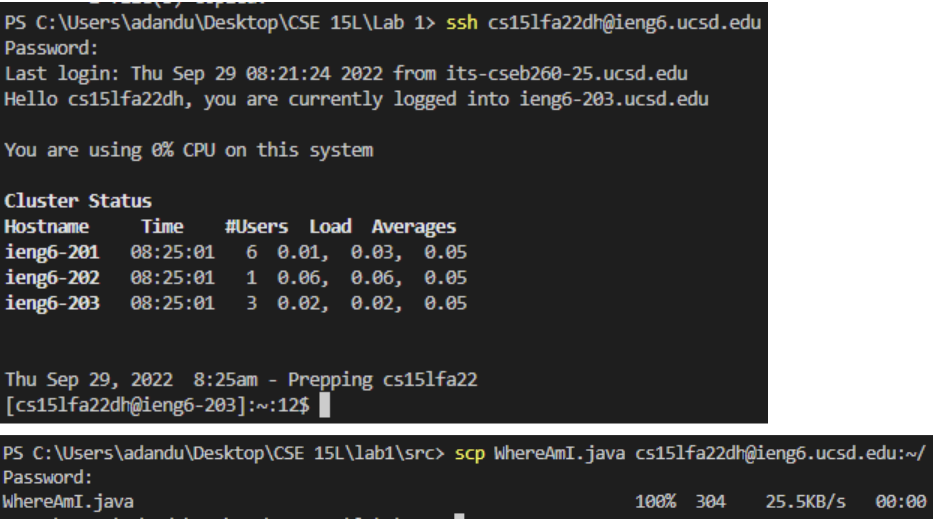 PS C:\Users\adandu\Desktop\CSE 15L\Lab 1> ssh cs15lfa22dh@ieng6.ucsd.edu
Password:
Last login: Thu Sep 29 08:21:24 2022 from its-cseb260-25.ucsd.edu
Hello cs15lfa22dh, you are currently logged into ieng6-203.ucsd.edu
You are using 0% CPU on this system
Cluster Status
Hostname Time #Users Load Averages
ieng6-201 08:25:01 6 0.01, 0.03, 0.05
ieng6-202 08:25:01 1 0.06, 0.06, 0.05
ieng6-203 08:25:01 3 0.02, 0.02, 0.05
Thu Sep 29, 2022 8:25am - Prepping cs15lfa22
[cs15lfa22dh@ieng6-203]:~:12$
PS C:\Users\adandu\Desktop\CSE 15L\lab1\src> scp WhereAmI.java cs15lfa22dh@ieng6.ucsd.edu:~/
Password:
WhereAmI.java 100% 304 25.5KB/s 00:00